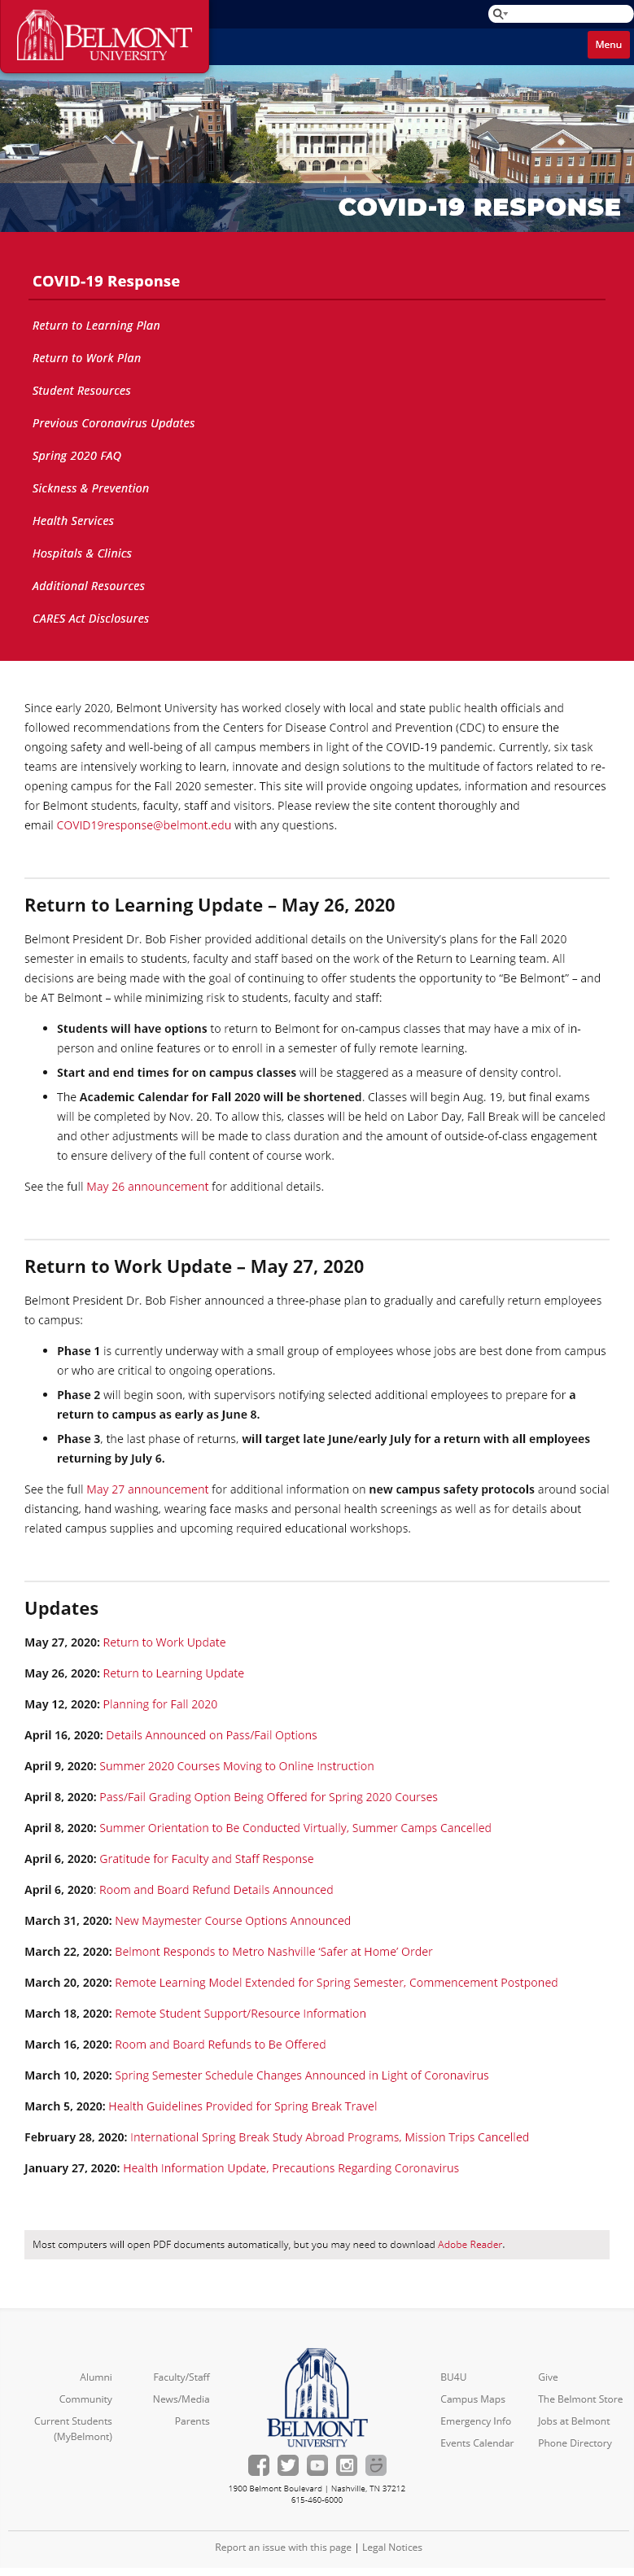 BELMONT
UNIVERSITY
Menu
COVID-19 RESPONSE
COVID-19 Response
Return to Learning Plan
Return to Work Plan
Student Resources
Previous Coronavirus Updates
Spring 2020 FAQ
Sickness & Prevention
Health Services
Hospitals & Clinics
Additional Resources
CARES Act Disclosures
Since early 2020, Belmont University has worked closely with local and state public health officials and
followed recommendations from the Centers for Disease Control and Prevention (CDC) to ensure the
ongoing safety and well-being of all campus members in light of the COVID-19 pandemic. Currently, six task
teams are intensively working to learn, innovate and design solutions to the multitude of factors related to re-
opening campus for the Fall 2020 semester. This site will provide ongoing updates, information and resources
for Belmont students, faculty, staff and visitors. Please review the site content thoroughly and
email COVID19response@belmont.edu with any questions.
Return to Learning Update – May 26, 2020
Belmont President Dr. Bob Fisher provided additional details on the University's plans for the Fall 2020
semester in emails to students, faculty and staff based on the work of the Return to Learning team. All
decisions are being made with the goal of continuing to offer students the opportunity to “Be Belmont” – and
be AT Belmont – while minimizing risk to students, faculty and staff:
• Students will have options to return to Belmont for on-campus classes that may have a mix of in-
person and online features or to enroll in a semester of fully remote learning.
• Start and end times for on campus classes will be staggered as a measure of density control.
• The Academic Calendar for Fall 2020 will be shortened. Classes will begin Aug. 19, but final exams
will be completed by Nov. 20. To allow this, classes will be held on Labor Day, Fall Break will be canceled
and other adjustments will be made to class duration and the amount of outside-of-class engagement
to ensure delivery of the full content of course work.
See the full May 26 announcement for additional details.
Return to Work Update – May 27, 2020
Belmont President Dr. Bob Fisher announced a three-phase plan to gradually and carefully return employees
to campus:
• Phase 1 is currently underway with a small group of employees whose jobs are best done from campus
or who are critical to ongoing operations.
• Phase 2 will begin soon, with supervisors notifying selected additional employees to prepare for a
return to campus as early as June 8.
• Phase 3, the last phase of returns, will target late June/early July for a return with all employees
returning by July 6.
See the full May 27 announcement for additional information on new campus safety protocols around social
distancing, hand washing, wearing face masks and personal health screenings as well as for details about
related campus supplies and upcoming required educational workshops.
Updates
May 27, 2020: Return to Work Update
May 26, 2020: Return to Learning Update
May 12, 2020: Planning for Fall 2020
April 16, 2020: Details Announced on Pass/Fail Options
April 9, 2020: Summer 2020 Courses Moving to Online Instruction
April 8, 2020: Pass/Fail Grading Option Being Offered for Spring 2020 Courses
April 8, 2020: Summer Orientation to Be Conducted Virtually, Summer Camps Cancelled
April 6, 2020: Gratitude for Faculty and Staff Response
April 6, 2020: Room and Board Refund Details Announced
March 31, 2020: New Maymester Course Options Announced
March 22, 2020: Belmont Responds to Metro Nashville ‘Safer at Home’ Order
March 20, 2020: Remote Learning Model Extended for Spring Semester, Commencement Postponed
March 18, 2020: Remote Student Support/Resource Information
March 16, 2020: Room and Board Refunds to Be Offered
March 10, 2020: Spring Semester Schedule Changes Announced in Light of Coronavirus
March 5, 2020: Health Guidelines Provided for Spring Break Travel
February 28, 2020: International Spring Break Study Abroad Programs, Mission Trips Cancelled
January 27, 2020: Health Information Update, Precautions Regarding Coronavirus
Most computers will open PDF documents automatically, but you may need to download Adobe Reader.
Alumni
Community
Current Students
(MyBelmont)
Faculty/Staff
News/Media
Parents
BELMONT
UNIVERSITY
1900 Belmont Boulevard | Nashville, TN 37212
615-460-6000
BU4U
Campus Maps
Emergency Info
Events Calendar
Give
The Belmont Store
Jobs at Belmont
Phone Directory
Report an issue with this page | Legal Notices